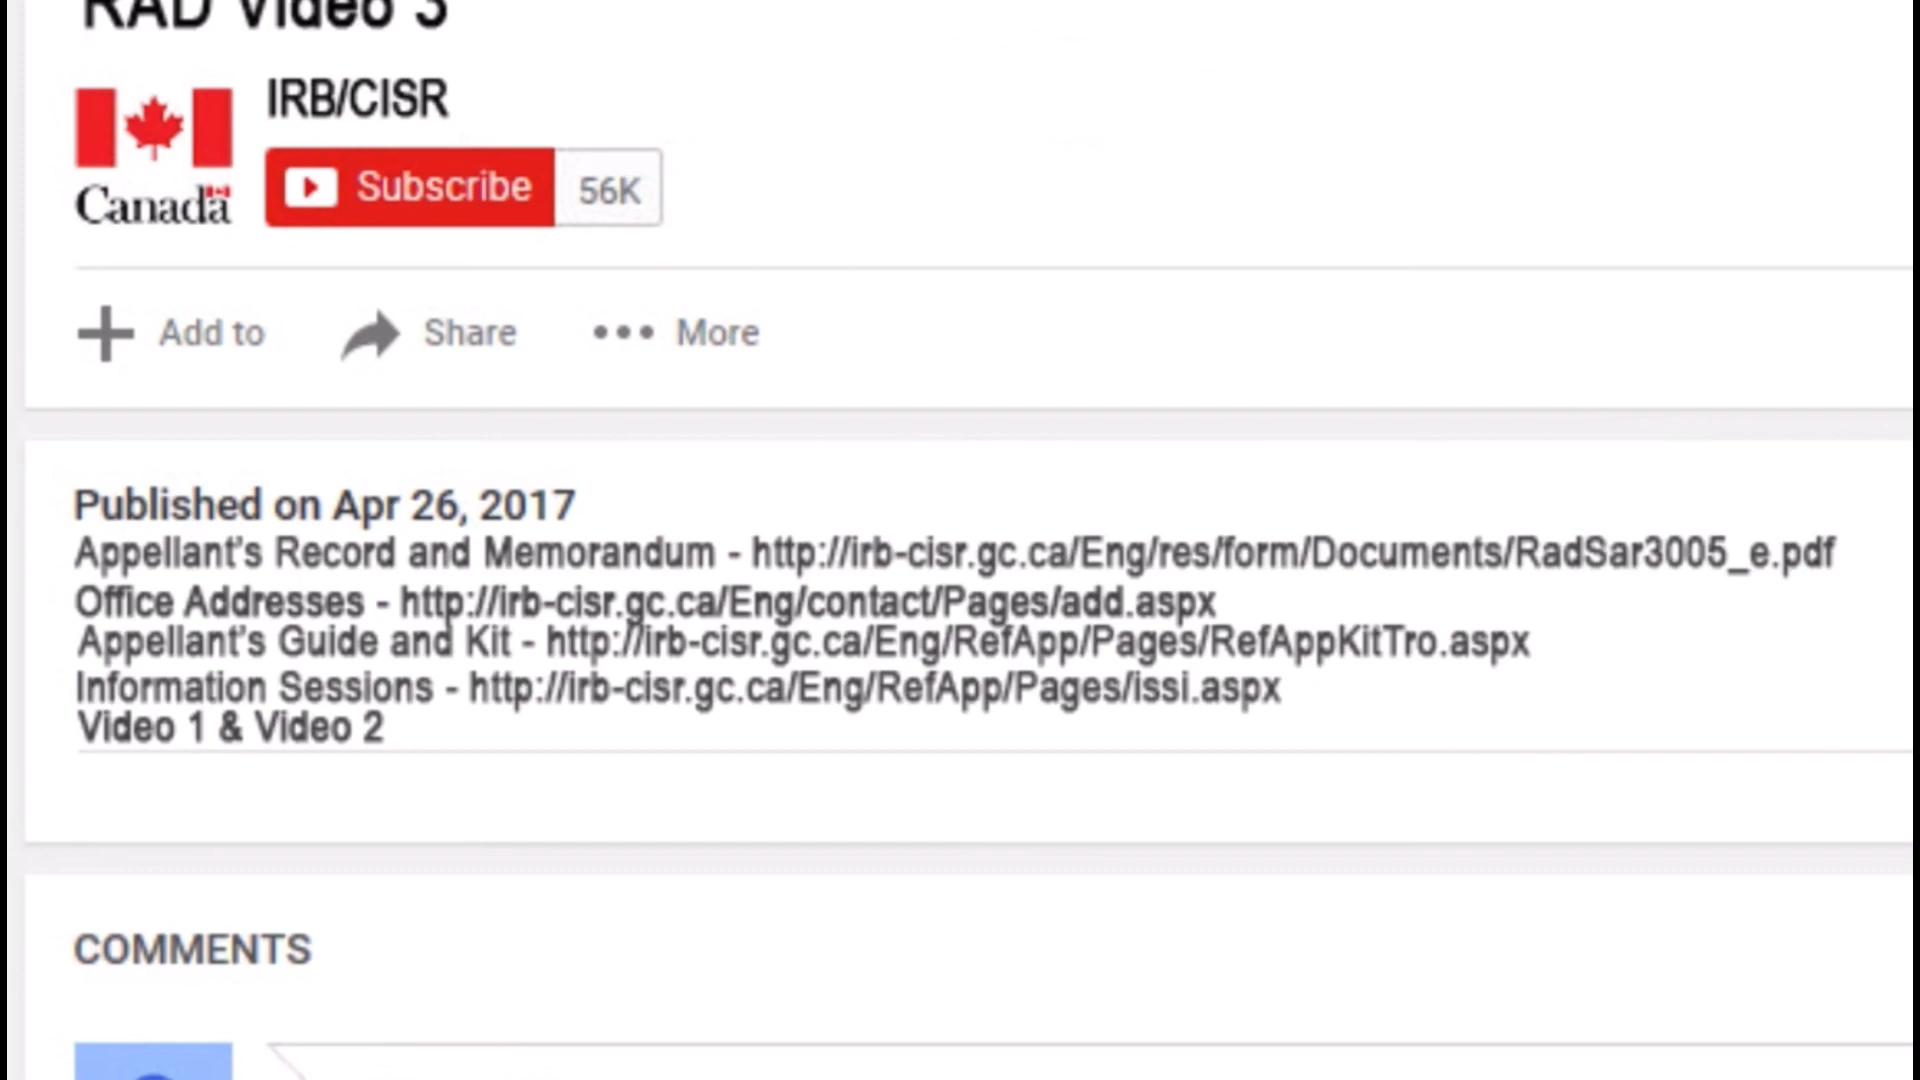 RAD Video 3
IRB/CISR
Canada
Subscribe 56K
Add to Share More
Published on Apr 26, 2017
Appellant's Record and Memorandum - http://irb-cisr.gc.ca/Eng/res/form/Documents/RadSar3005_e.pdf
Office Addresses - http://irb-cisr.gc.ca/Eng/contact/Pages/add.aspx
Appellant's Guide and Kit - http://irb-cisr.gc.ca/Eng/RefApp/Pages/RefAppKitTro.aspx
Information Sessions - http://irb-cisr.gc.ca/Eng/RefApp/Pages/issi.aspx
Video 1 & Video 2
COMMENTS